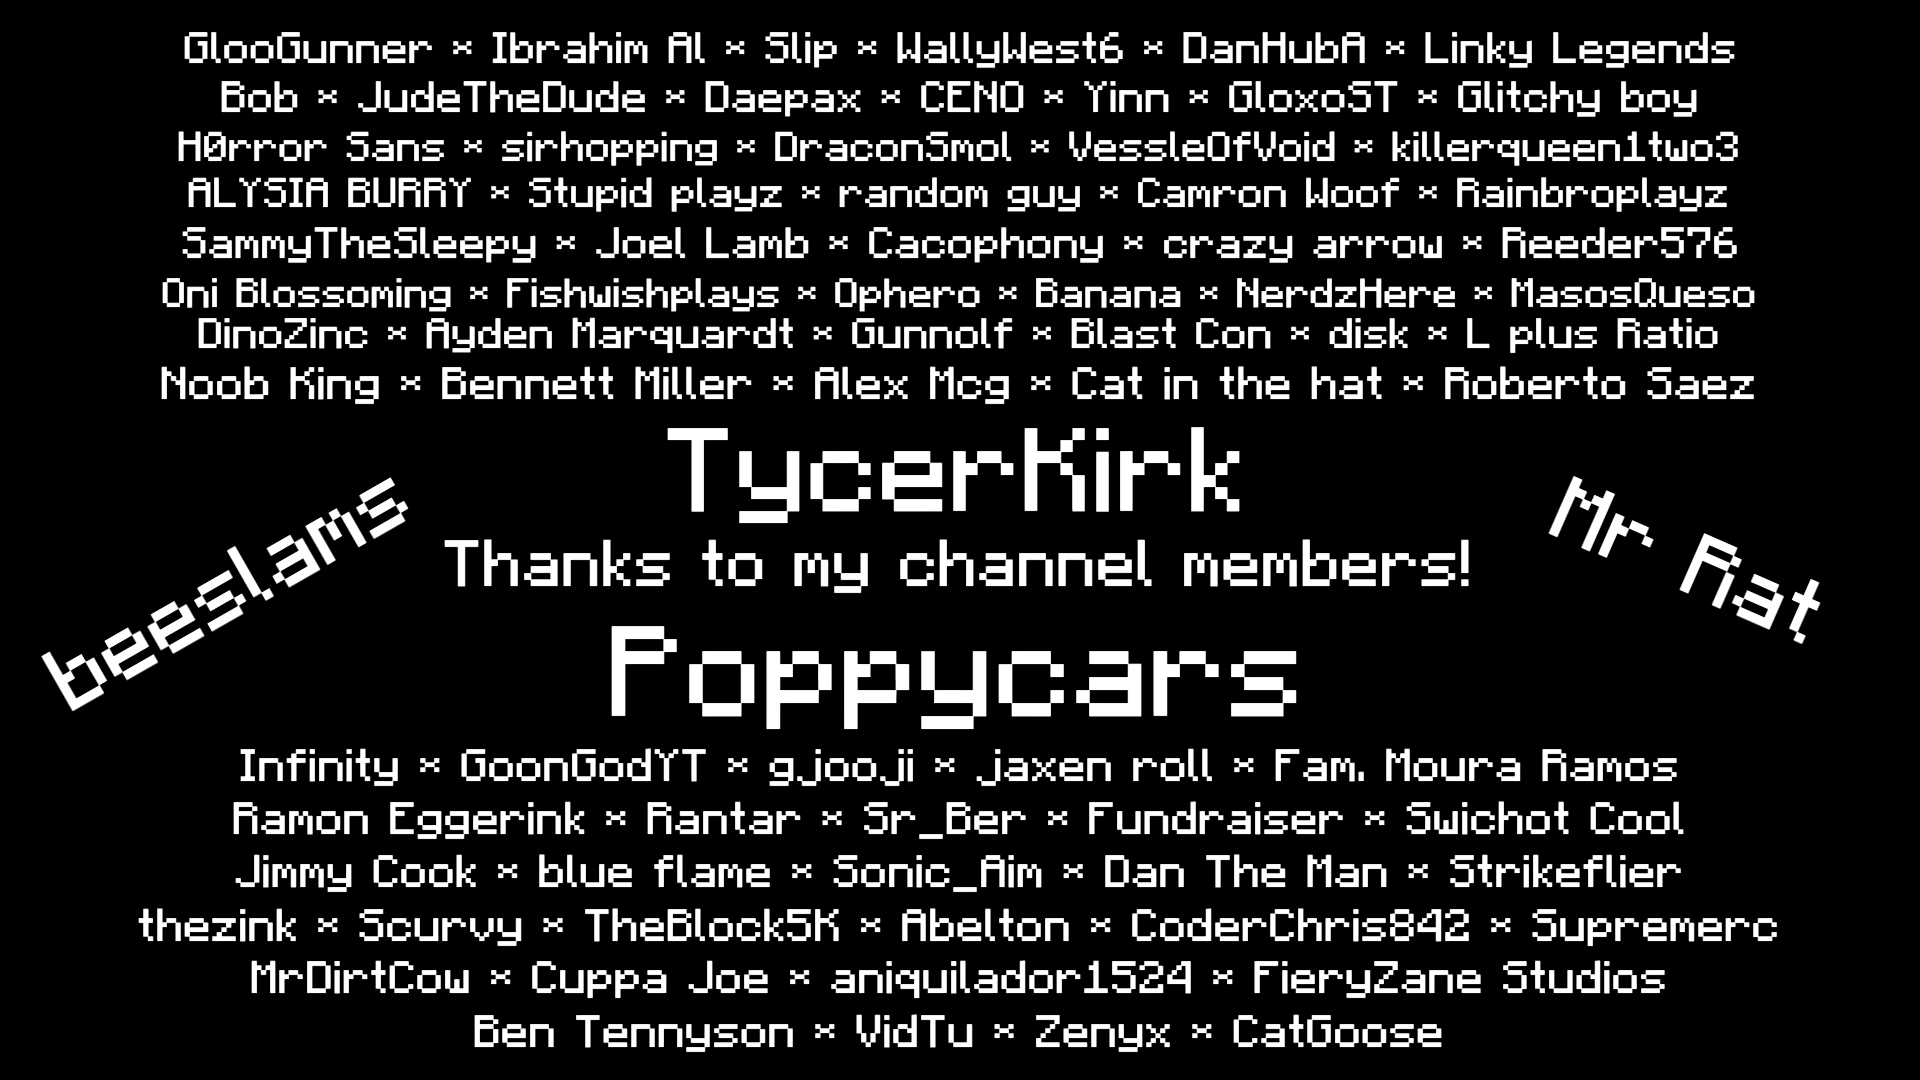 GlooGunner × Ibrahim Al × Slip × WallyWest6 × DanHubA × Linky Legends
Bob × JudeTheDude × Daepax × CENO × Yinn × GloxoST × Glitchy boy
H0rror Sans × sirhopping × DraconSmol × VessleOfVoid × killerqueen1two3
ALYSIA BURRY × Stupid playz × random guy × Camron Woof × Rainbroplayz
SammyTheSleepy × Joel Lamb × Cacophony × crazy arrow × Reeder576
Oni Blossoming × Fishwishplays × Ophero × Banana × NerdzHere × MasosQueso
DinoZinc × Ayden Marquardt × Gunnolf × Blast Con × disk × L plus Ratio
Noob King × Bennett Miller × Alex Mcg × Cat in the hat × Roberto Saez
TycerKirk
beeslams
Thanks to my channel members!
Mr Rat
Poppycars
Infinity × GoonGodYT × gjooji × jaxen roll × Fam. Moura Ramos
Ramon Eggerink × Rantar × Sr_Ber × Fundraiser × Swichot Cool
Jimmy Cook × blue flame × Sonic_Aim × Dan The Man × Strikeflier
thezink × Scurvy × TheBlock5K × Abelton × CoderChris842 × Supremerc
MrDirtCow × Cuppa Joe × aniquilador1524 × FieryZane Studios
Ben Tennyson × VidTu × Zenyx × CatGoose